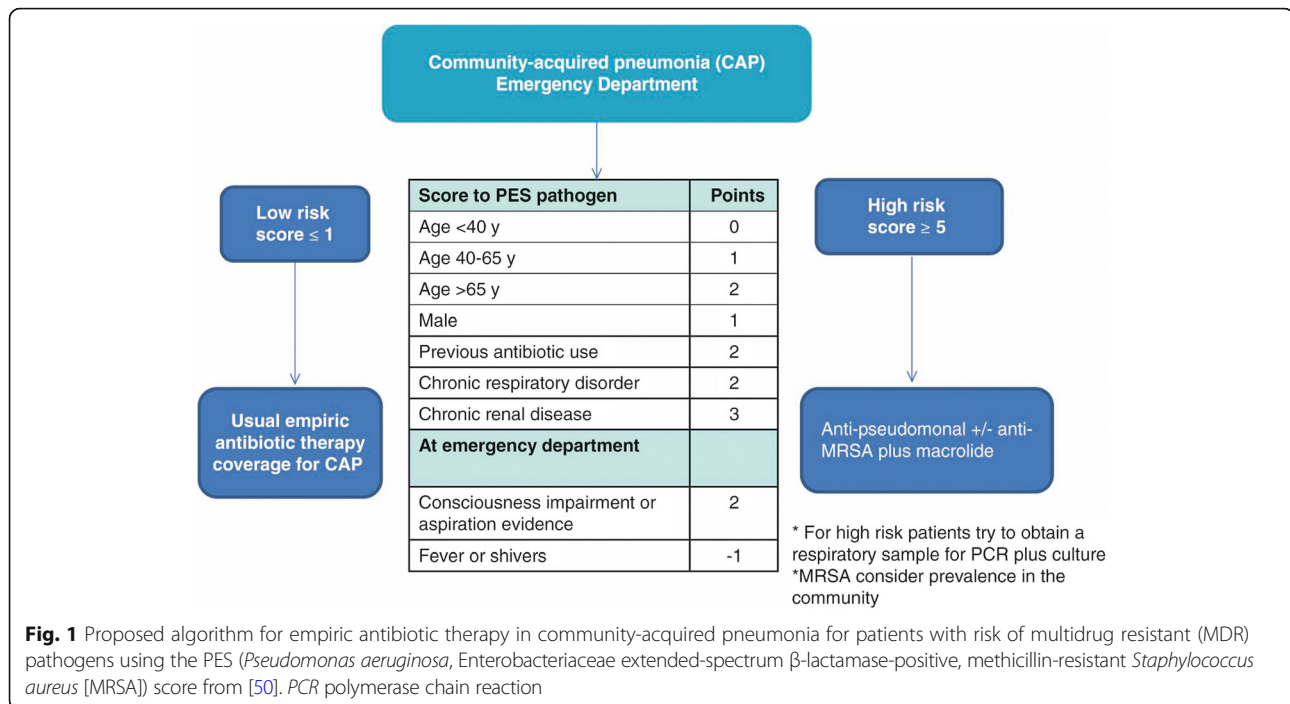 Community-acquired pneumonia (CAP)
Emergency Department
Low risk
score ≤ 1
Usual empiric
antibiotic therapy
coverage for CAP
Score to PES pathogen Points
Age <40 y 0
Age 40-65 y 1
Age >65 y 2
Male 1
Previous antibiotic use 2
Chronic respiratory disorder 2
Chronic renal disease 3
At emergency department
Consciousness impairment or 2
aspiration evidence
Fever or shivers -1
High risk
score ≥ 5
Anti-pseudomonal +/- anti-
MRSA plus macrolide
* For high risk patients try to obtain a
respiratory sample for PCR plus culture
*MRSA consider prevalence in the
community
Fig. 1 Proposed algorithm for empiric antibiotic therapy in community-acquired pneumonia for patients with risk of multidrug resistant (MDR)
pathogens using the PES (Pseudomonas aeruginosa, Enterobacteriaceae extended-spectrum β-lactamase-positive, methicillin-resistant Staphylococcus
aureus [MRSA]) score from [50]. PCR polymerase chain reaction